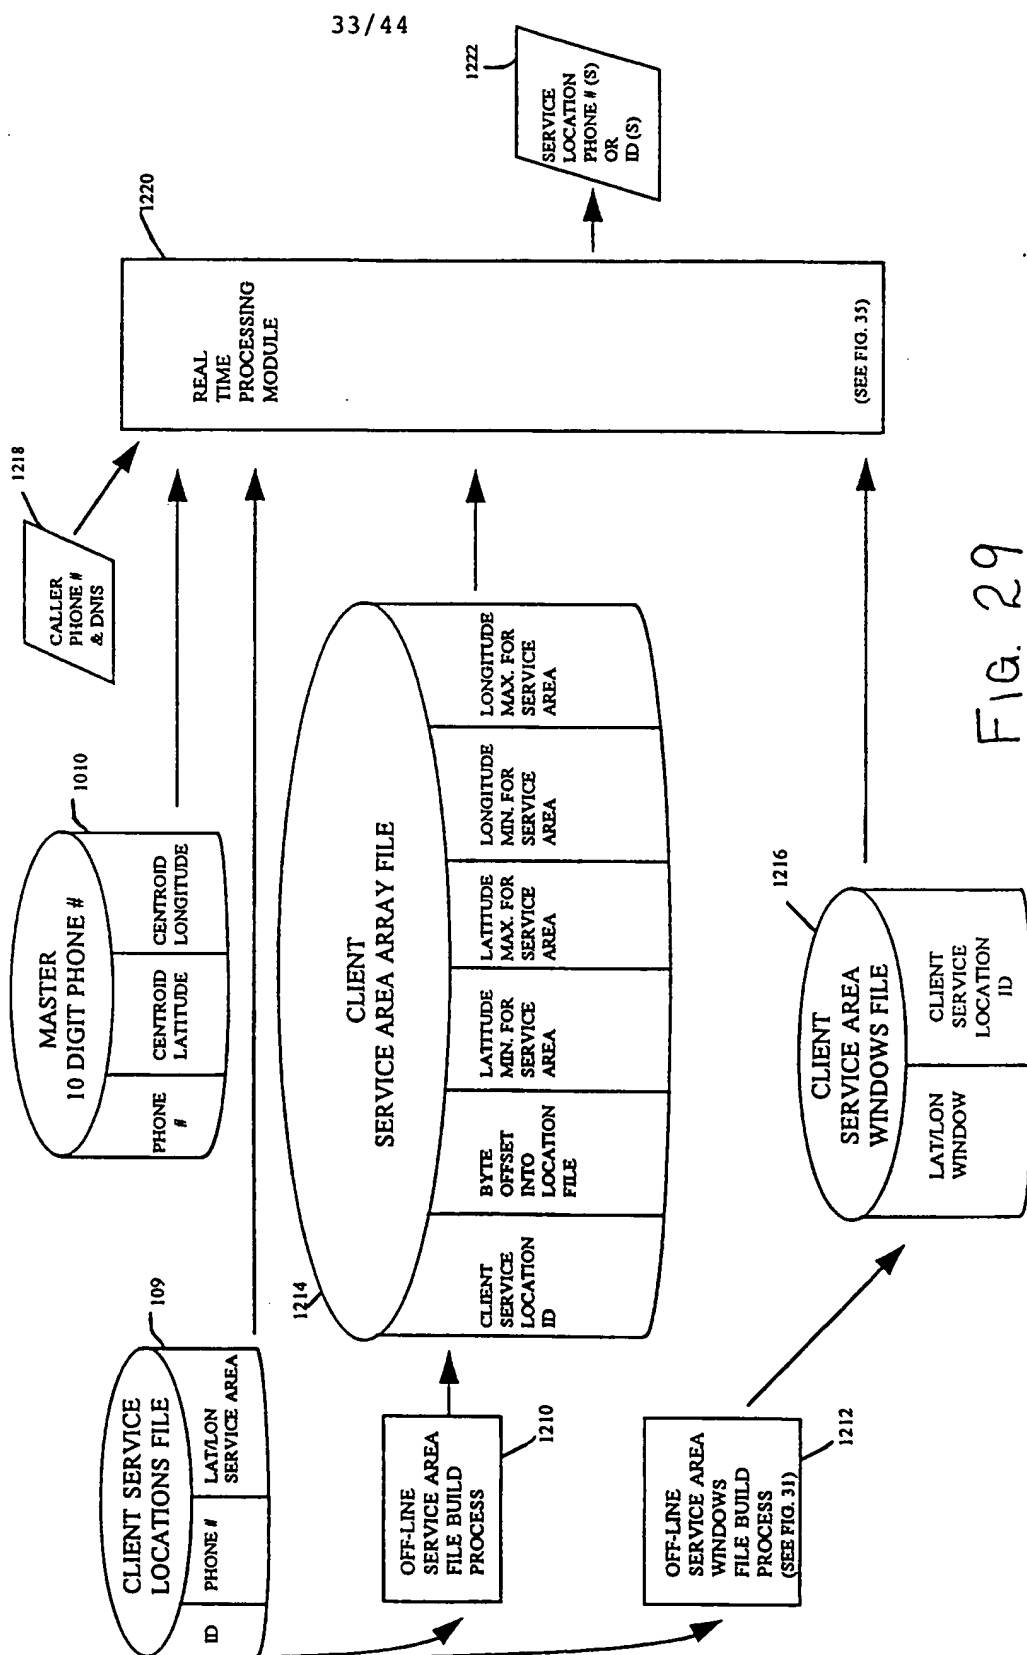 33/44
CLIENT SERVICE
LOCATIONS FILE
109
ID
PHONE #
LAT/LON
SERVICE AREA
MASTER
10 DIGIT PHONE #
1010
PHONE
#
CENTROID
LATITUDE
CENTROID
LONGITUDE
CALLER
PHONE #
& DNIS
1218
REAL
TIME
PROCESSING
MODULE
(SEE FIG. 35)
1220
SERVICE
LOCATION
PHONE # (S)
OR
ID (S)
1222
OFF-LINE
SERVICE AREA
FILE BUILD
PROCESS
1210
CLIENT
SERVICE AREA ARRAY FILE
1214
CLIENT
SERVICE
LOCATION
ID
BYTE
OFFSET
INTO
LOCATION
FILE
LATITUDE
MIN. FOR
SERVICE
AREA
LATITUDE
MAX. FOR
SERVICE
AREA
LONGITUDE
MIN. FOR
SERVICE
AREA
LONGITUDE
MAX. FOR
SERVICE
AREA
OFF-LINE
SERVICE AREA
WINDOWS
FILE BUILD
PROCESS
(SEE FIG. 31)
1212
CLIENT
SERVICE AREA
WINDOWS FILE
1216
LAT/LON
WINDOW
CLIENT
SERVICE
LOCATION
ID
FIG. 29